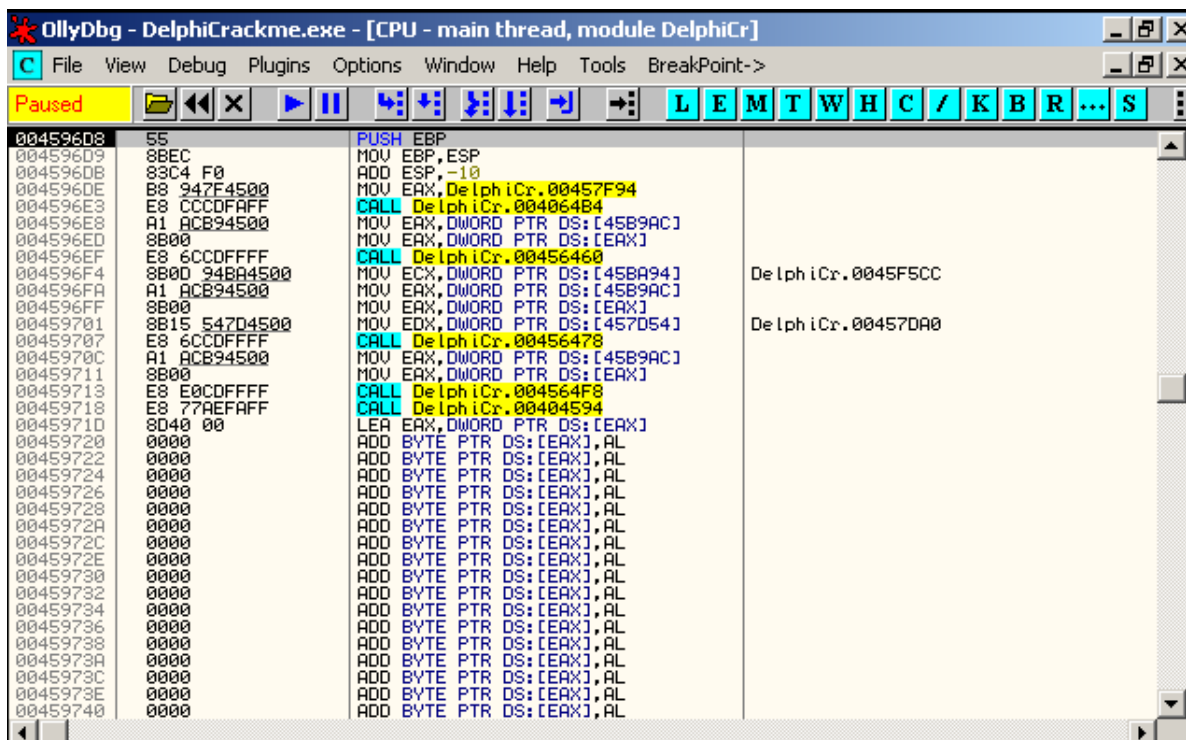 OllyDbg - DelphiCrackme.exe - [CPU - main thread, module DelphiCr]
C File View Debug Plugins Options Window Help Tools BreakPoint->
Paused L E M T W H C / K B R ... S
004596D8 55 PUSH EBP
004596D9 8BEC MOV EBP,ESP
004596DB 83C4 F0 ADD ESP,-10
004596DE B8 947F4500 MOV EAX,DelphiCr.00457F94
004596E3 E8 CCCDFAFF CALL DelphiCr.004064B4
004596E8 A1 ACB94500 MOV EAX,DWORD PTR DS:[45B9AC]
004596ED 8B00 MOV EAX,DWORD PTR DS:[EAX]
004596EF E8 6CCDFFFF CALL DelphiCr.00456460
004596F4 8B0D 94BA4500 MOV ECX,DWORD PTR DS:[45BA94] DelphiCr.0045F5CC
004596FA A1 ACB94500 MOV EAX,DWORD PTR DS:[45B9AC]
004596FF 8B00 MOV EAX,DWORD PTR DS:[EAX]
00459701 8B15 547D4500 MOV EDX,DWORD PTR DS:[457D54] DelphiCr.00457DA0
00459707 E8 6CCDFFFF CALL DelphiCr.00456478
0045970C A1 ACB94500 MOV EAX,DWORD PTR DS:[45B9AC]
00459711 8B00 MOV EAX,DWORD PTR DS:[EAX]
00459713 E8 E0CDFFFF CALL DelphiCr.004564F8
00459718 E8 77AEFAFF CALL DelphiCr.00404594
0045971D 8D40 00 LEA EAX,DWORD PTR DS:[EAX]
00459720 0000 ADD BYTE PTR DS:[EAX],AL
00459722 0000 ADD BYTE PTR DS:[EAX],AL
00459724 0000 ADD BYTE PTR DS:[EAX],AL
00459726 0000 ADD BYTE PTR DS:[EAX],AL
00459728 0000 ADD BYTE PTR DS:[EAX],AL
0045972A 0000 ADD BYTE PTR DS:[EAX],AL
0045972C 0000 ADD BYTE PTR DS:[EAX],AL
0045972E 0000 ADD BYTE PTR DS:[EAX],AL
00459730 0000 ADD BYTE PTR DS:[EAX],AL
00459732 0000 ADD BYTE PTR DS:[EAX],AL
00459734 0000 ADD BYTE PTR DS:[EAX],AL
00459736 0000 ADD BYTE PTR DS:[EAX],AL
00459738 0000 ADD BYTE PTR DS:[EAX],AL
0045973A 0000 ADD BYTE PTR DS:[EAX],AL
0045973C 0000 ADD BYTE PTR DS:[EAX],AL
0045973E 0000 ADD BYTE PTR DS:[EAX],AL
00459740 0000 ADD BYTE PTR DS:[EAX],AL